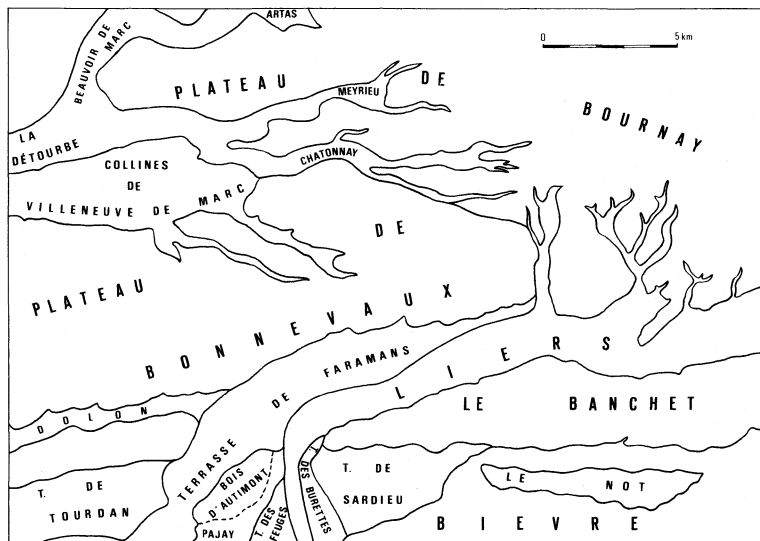 ARTAS
BEAUVOIR DE MARC
0 5 km
PLATEAU DE
MEYRIEU
BOURNAY
LA
DÉTOURBE
CHATONNAY
COLLINES
DE
VILLENEUVE DE MARC
PLATEAU DE
BONNEVAUX
TERRASSE DE FARAMANS
LIERS
LE BANCHET
DOLON
T. DE
TOURDAN
BOIS
D'AUTIMONT
PAJAY
T. DES
FEUGES
T. DES BURETTES
T. DE
SARDIEU
LE NOT
BIEVRE